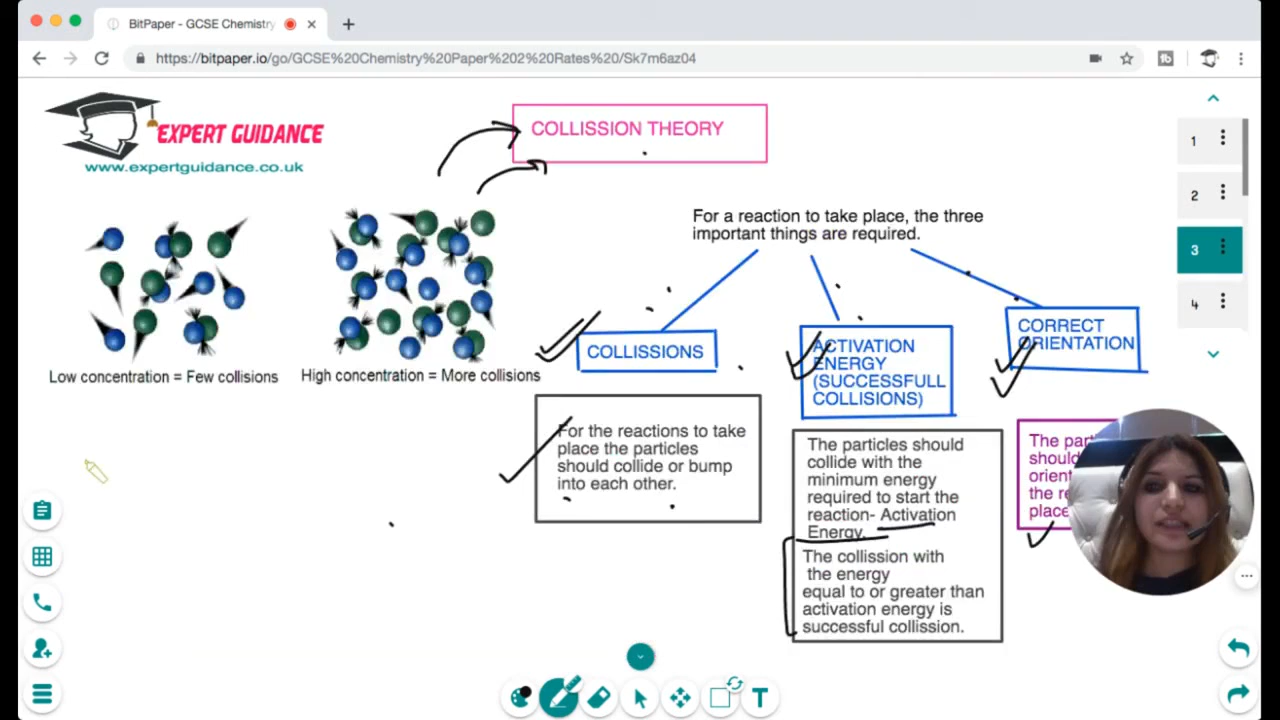 BitPaper - GCSE Chemistry
https://bitpaper.io/go/GCSE%20Chemistry%20Paper%202%20Rates%20/Sk7m6az04
EXPERT GUIDANCE
www.expertguidance.co.uk
COLLISSION THEORY
For a reaction to take place, the three
important things are required.
Low concentration = Few collisions
High concentration = More collisions
COLLISSIONS
ACTIVATION
ENERGY
(SUCCESSFULL
COLLISIONS)
CORRECT
ORIENTATION
For the reactions to take
place the particles
should collide or bump
into each other.
The particles should
collide with the
minimum energy
required to start the
reaction- Activation
Energy.
The collission with
the energy
equal to or greater than
activation energy is
successful collission.
The
should
the
place
1
2
3
4
T